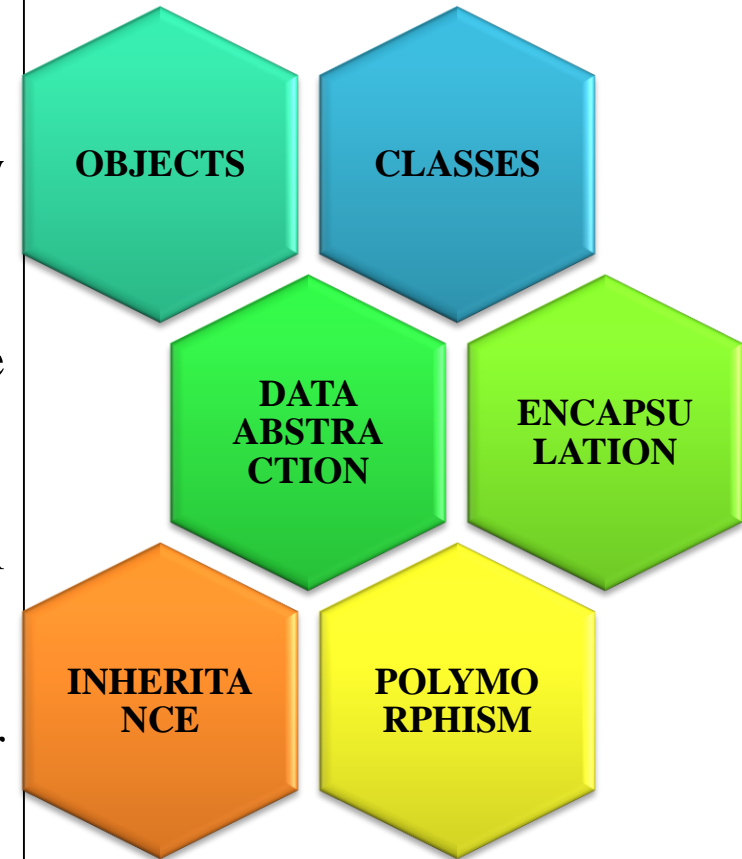 OBJECTS
CLASSES
DATA
ABSTRA
CTION
ENCAPSU
LATION
INHERITA
NCE
POLYMO
RPHISM